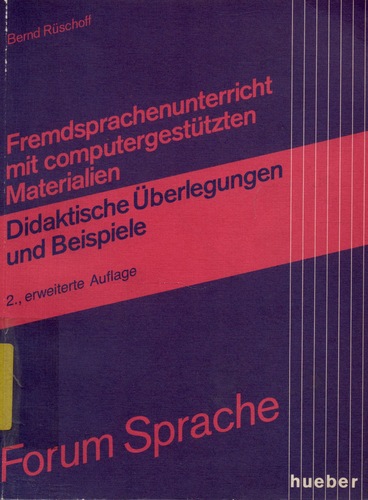 Bernd Rüschoff
Fremdsprachenunterricht
mit computergestützten
Materialien
Didaktische Überlegungen
und Beispiele
2., erweiterte Auflage
Forum Sprache
hueber